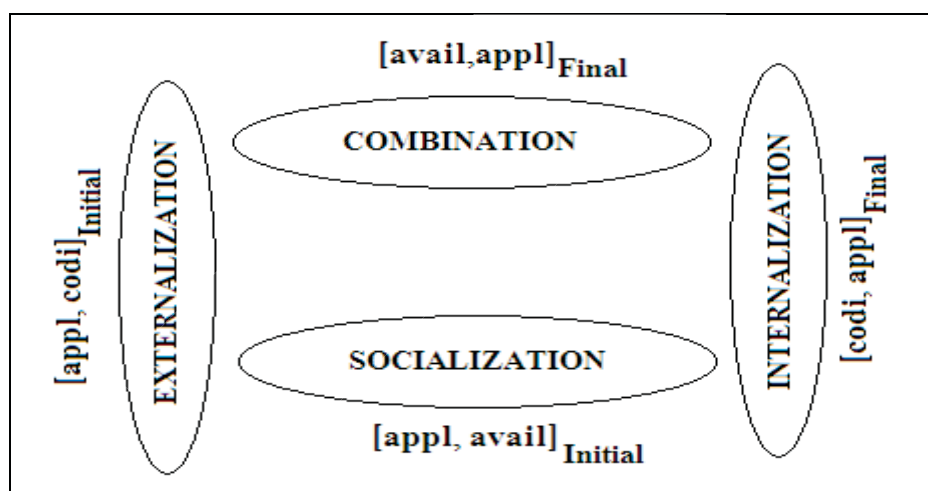 [avail,appl]Final
COMBINATION
[appl, codi]Initial
EXTERNALIZATION
INTERNALIZATION
[codi, appl]Final
SOCIALIZATION
[appl, avail]Initial